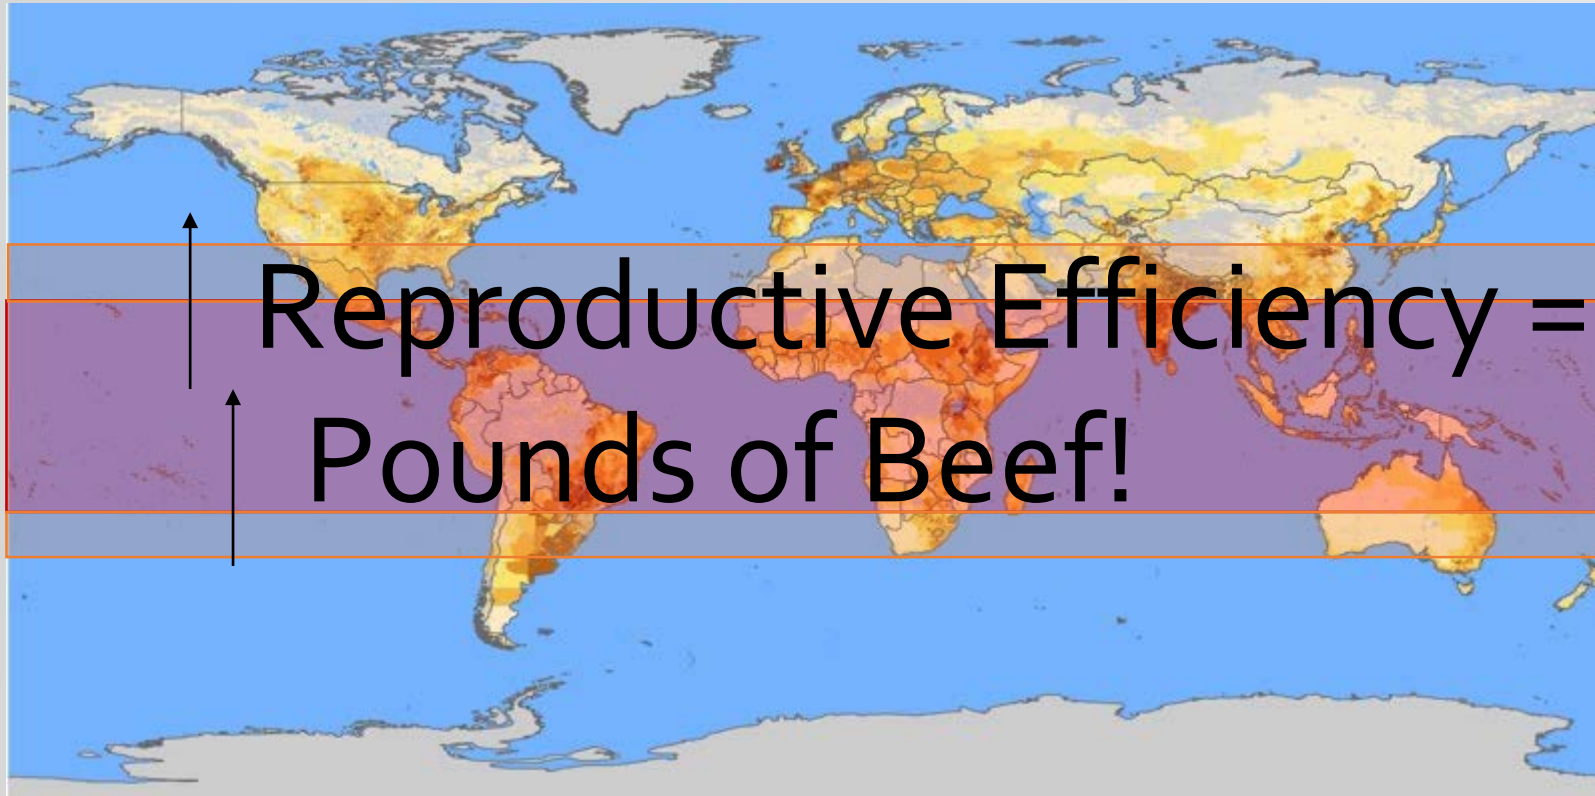 Reproductive Efficiency =
Pounds of Beef!